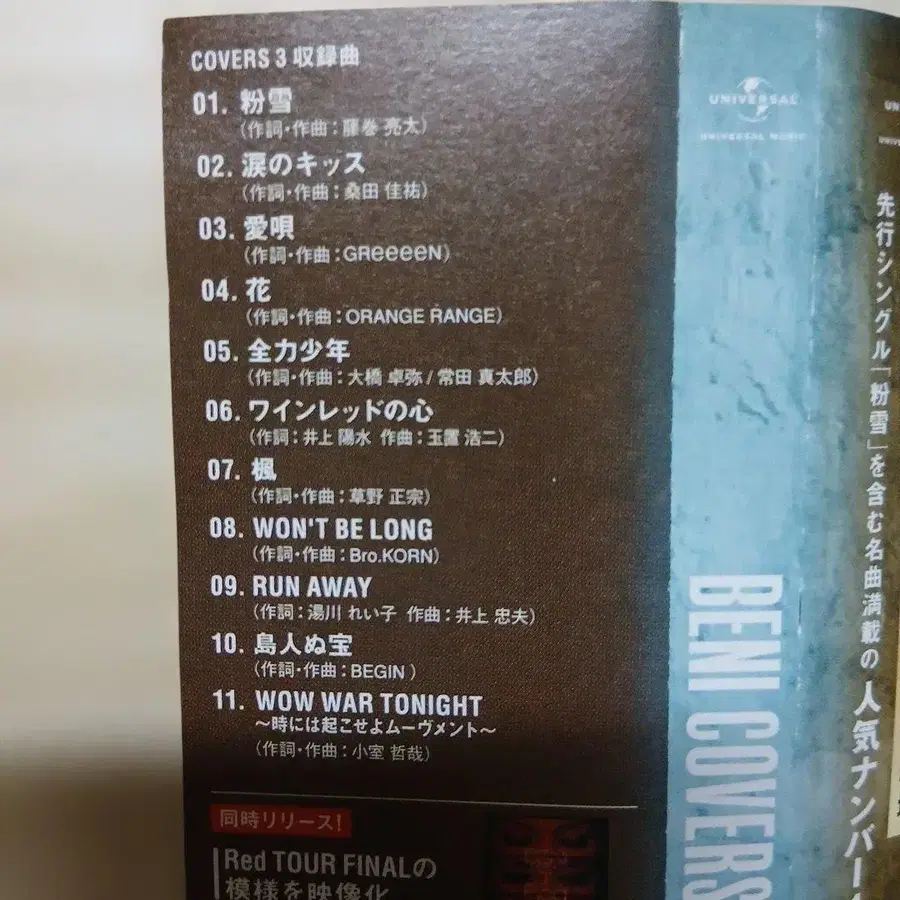 COVERS 3 収録曲
01. 粉雪
(作詞・作曲:藤巻 亮太)
02. 涙のキッス
(作詞・作曲:桑田 佳祐)
03. 愛唄
(作詞・作曲:GReeeeN)
04. 花
(作詞・作曲:ORANGE RANGE)
05. 全力少年
(作詞・作曲:大橋 卓弥/常田 真太郎)
06. ワインレッドの心
(作詞:井上 陽水 作曲:玉置 浩二)
07. 楓
(作詞・作曲:草野 正宗)
08. WON'T BE LONG
(作詞・作曲:Bro.KORN)
09. RUN AWAY
(作詞:湯川 れい子 作曲:井上 忠夫)
10. 島人ぬ宝
(作詞・作曲:BEGIN )
11. WOW WAR TONIGHT
~時には起こせよムーヴメント~
(作詞・作曲:小室 哲哉)
同時リリース!
Red TOUR FINALの
模様を映像化
UNIVERSAL
UNIVERSAL MUSIC
BENI COVERS
先行シングル「粉雪」を含む名曲満載の
人気ナンバー